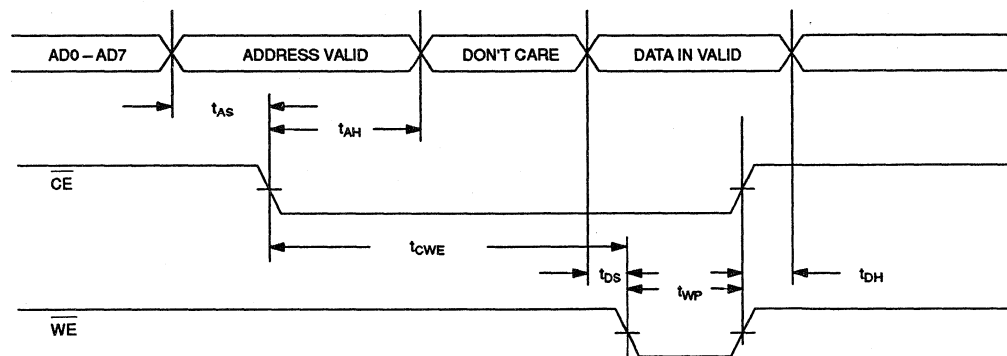 AD0 – AD7 ADDRESS VALID DON'T CARE DATA IN VALID
tAS
tAH
CE
tCWE
tDS tWP tDH
WE